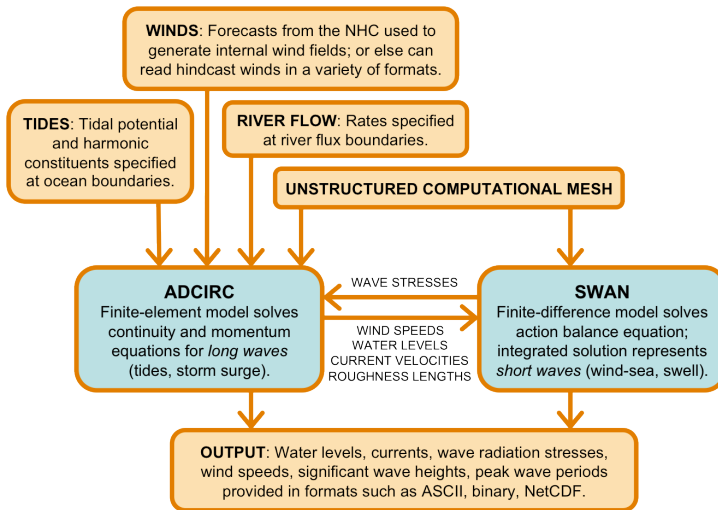 WINDS: Forecasts from the NHC used to
generate internal wind fields; or else can
read hindcast winds in a variety of formats.
TIDES: Tidal potential
and harmonic
constituents specified
at ocean boundaries.
RIVER FLOW: Rates specified
at river flux boundaries.
UNSTRUCTURED COMPUTATIONAL MESH
ADCIRC
Finite-element model solves
continuity and momentum
equations for long waves
(tides, storm surge).
WAVE STRESSES
WIND SPEEDS
WATER LEVELS
CURRENT VELOCITIES
ROUGHNESS LENGTHS
SWAN
Finite-difference model solves
action balance equation;
integrated solution represents
short waves (wind-sea, swell).
OUTPUT: Water levels, currents, wave radiation stresses,
wind speeds, significant wave heights, peak wave periods
provided in formats such as ASCII, binary, NetCDF.